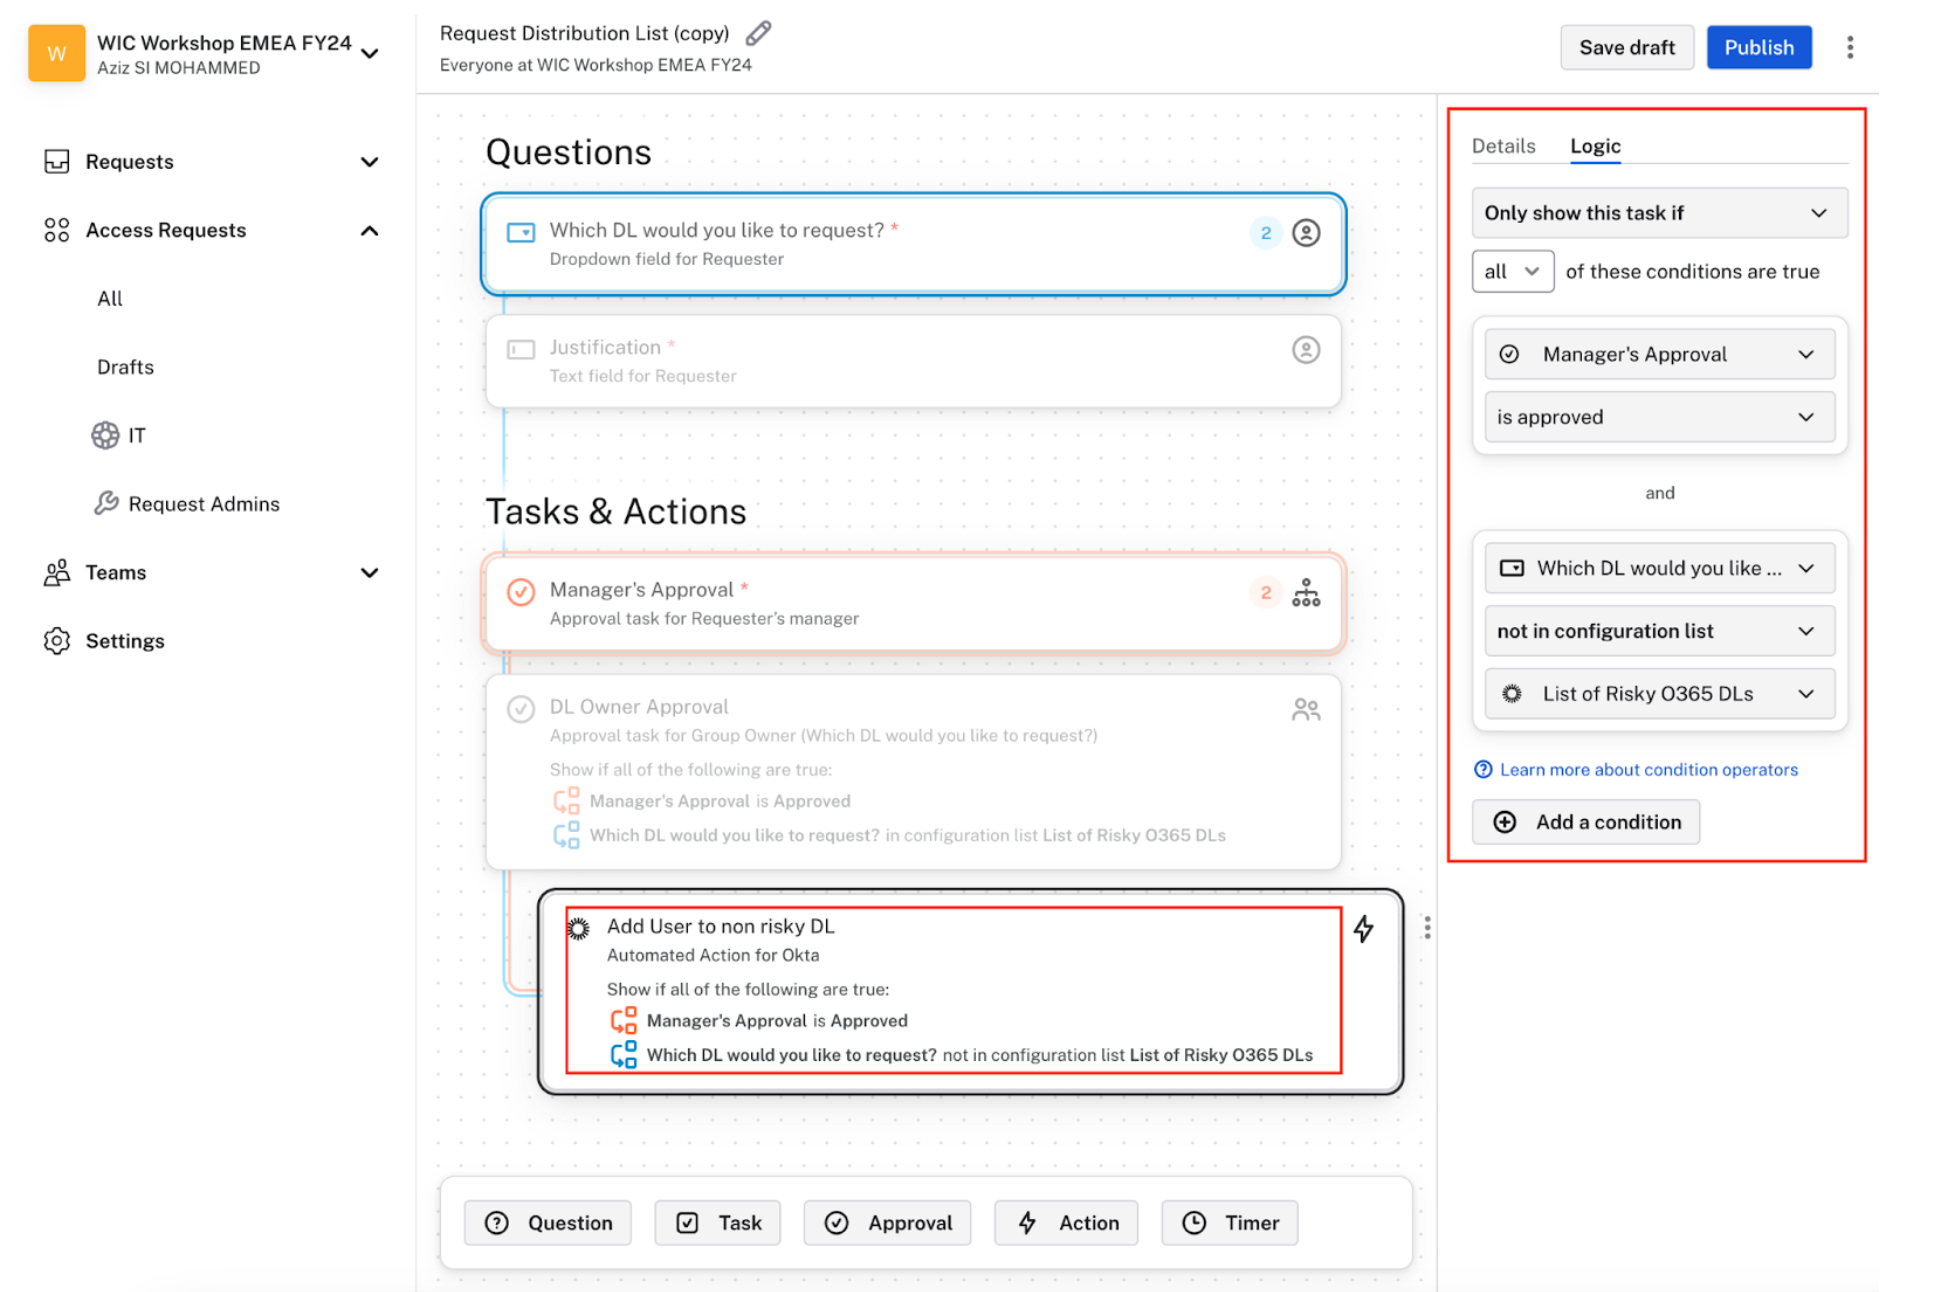 W
WIC Workshop EMEA FY24
Aziz SI MOHAMMED
Requests
Access Requests
All
Drafts
IT
Request Admins
Teams
Settings
Request Distribution List (copy)
Everyone at WIC Workshop EMEA FY24
Save draft
Publish
Questions
Which DL would you like to request? *
2
Dropdown field for Requester
Justification *
Text field for Requester
Tasks & Actions
Manager's Approval *
2
Approval task for Requester’s manager
DL Owner Approval
Approval task for Group Owner (Which DL would you like to request?)
Show if all of the following are true:
Manager's Approval is Approved
Which DL would you like to request? in configuration list List of Risky O365 DLs
Add User to non risky DL
Automated Action for Okta
Show if all of the following are true:
Manager's Approval is Approved
Which DL would you like to request? not in configuration list List of Risky O365 DLs
Question
Task
Approval
Action
Timer
Details
Logic
Only show this task if
all
of these conditions are true
Manager's Approval
is approved
and
Which DL would you like ...
not in configuration list
List of Risky O365 DLs
Learn more about condition operators
Add a condition